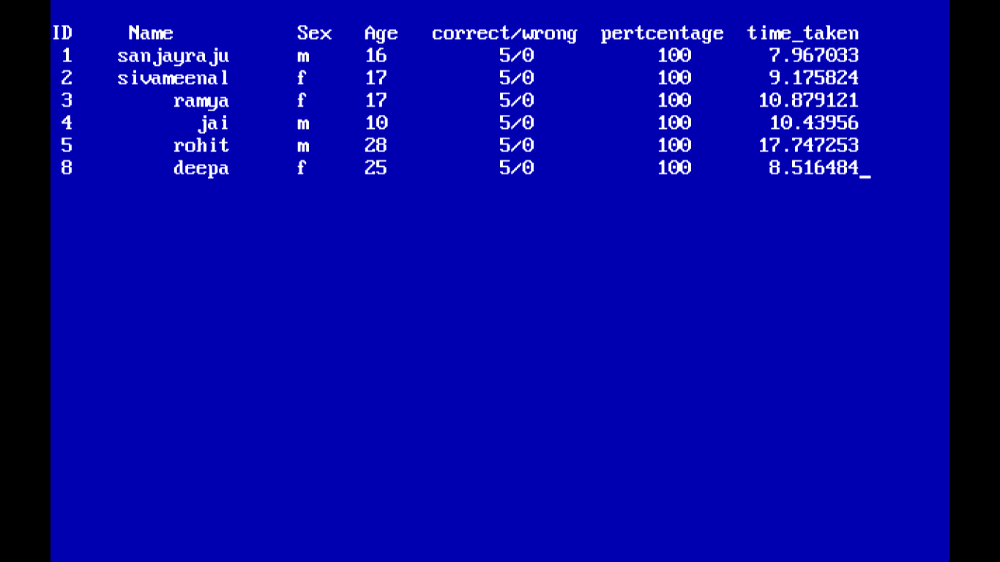 ID Name Sex Age correct/wrong pertcentage time_taken
1 sanjayraju m 16 5/0 100 7.967033
2 sivameenal f 17 5/0 100 9.175824
3 ramya f 17 5/0 100 10.879121
4 jai m 10 5/0 100 10.43956
5 rohit m 28 5/0 100 17.747253
8 deepa f 25 5/0 100 8.516484_